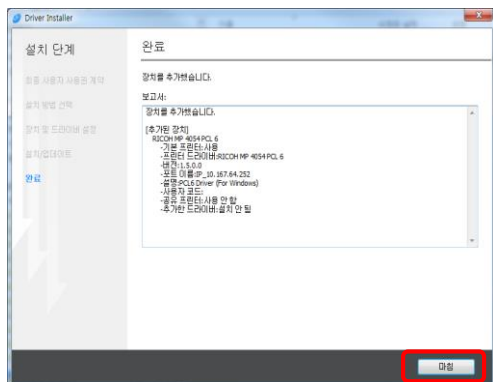 Driver Installer
설치 단계
완료
최종 사용자 사용권 계약
설치 방법 선택
장치 및 드라이버 설정
설치/업데이트
완료
장치를 추가했습니다.
보고서:
장치를 추가했습니다.
[추가된 장치]
RICOH MP 4054 PCL 6
-기본 프린터:사용
-프린터 드라이버:RICOH MP 4054 PCL 6
-버전:1.5.0.0
-포트 이름:IP_10.167.64.252
-설명:PCL6 Driver (For Windows)
-사용자 코드:
-공유 프린터:사용 안 함
-추가한 드라이버:설치 안 됨
마침